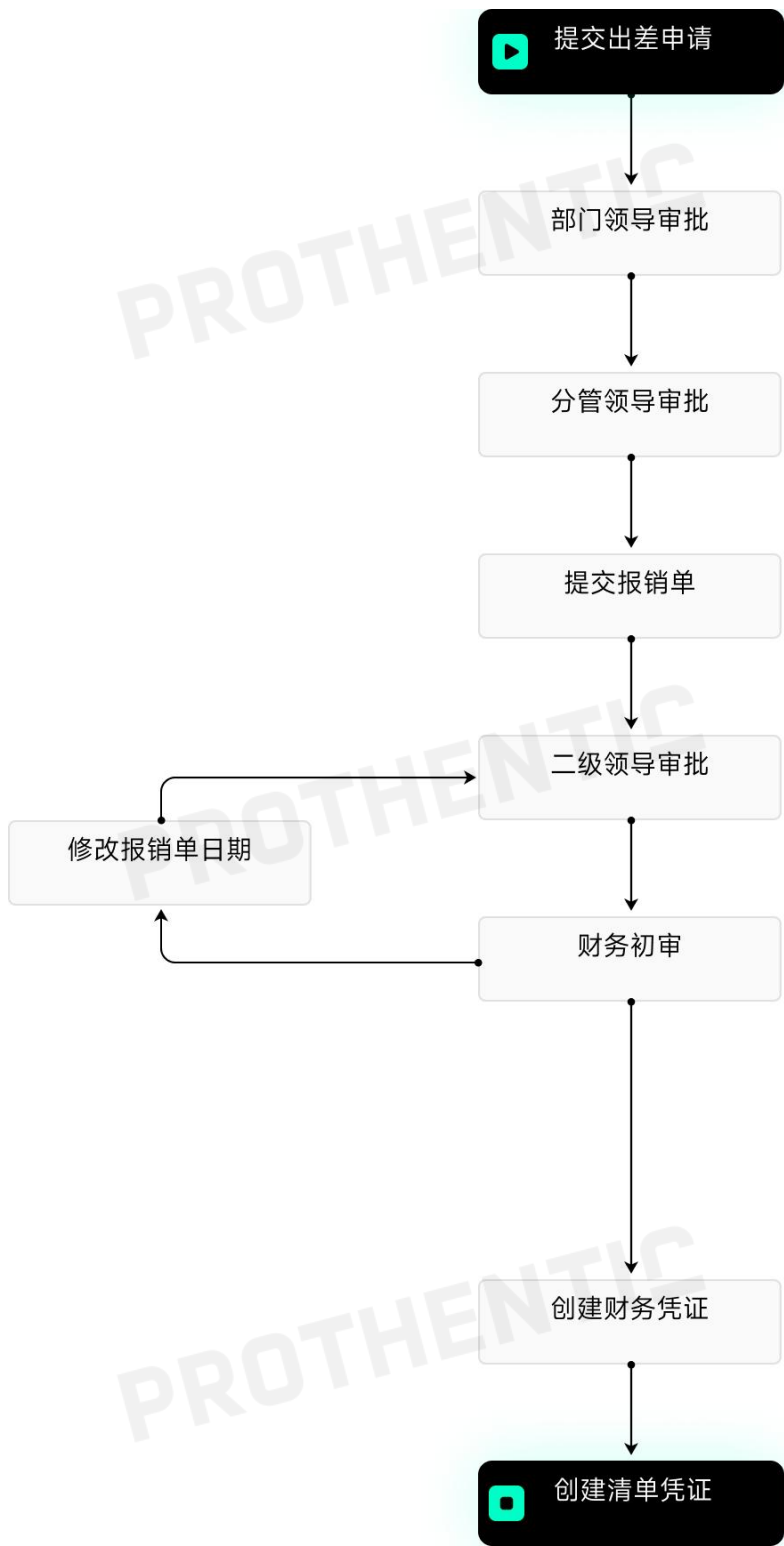 提交出差申请
PROTHENTIC
部门领导审批
分管领导审批
提交报销单
PROTHENTIC
二级领导审批
修改报销单日期
财务初审
PROTHENTIC
创建财务凭证
创建清单凭证